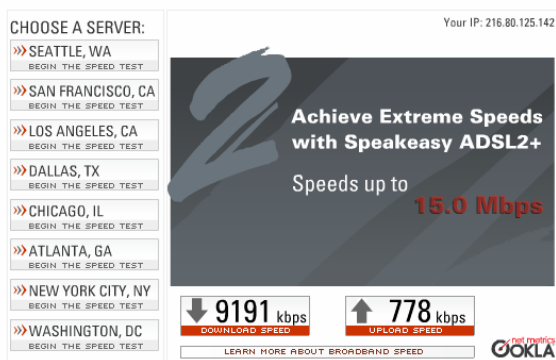 CHOOSE A SERVER:
SEATTLE, WA
BEGIN THE SPEED TEST
SAN FRANCISCO, CA
BEGIN THE SPEED TEST
LOS ANGELES, CA
BEGIN THE SPEED TEST
DALLAS, TX
BEGIN THE SPEED TEST
CHICAGO, IL
BEGIN THE SPEED TEST
ATLANTA, GA
BEGIN THE SPEED TEST
NEW YORK CITY, NY
BEGIN THE SPEED TEST
WASHINGTON, DC
BEGIN THE SPEED TEST
Your IP: 216.80.125.142
2
Achieve Extreme Speeds
with Speakeasy ADSL2+
Speeds up to
15.0 Mbps
9191 kbps
DOWNLOAD SPEED
778 kbps
UPLOAD SPEED
LEARN MORE ABOUT BROADBAND SPEED
net metrics
OOKLA